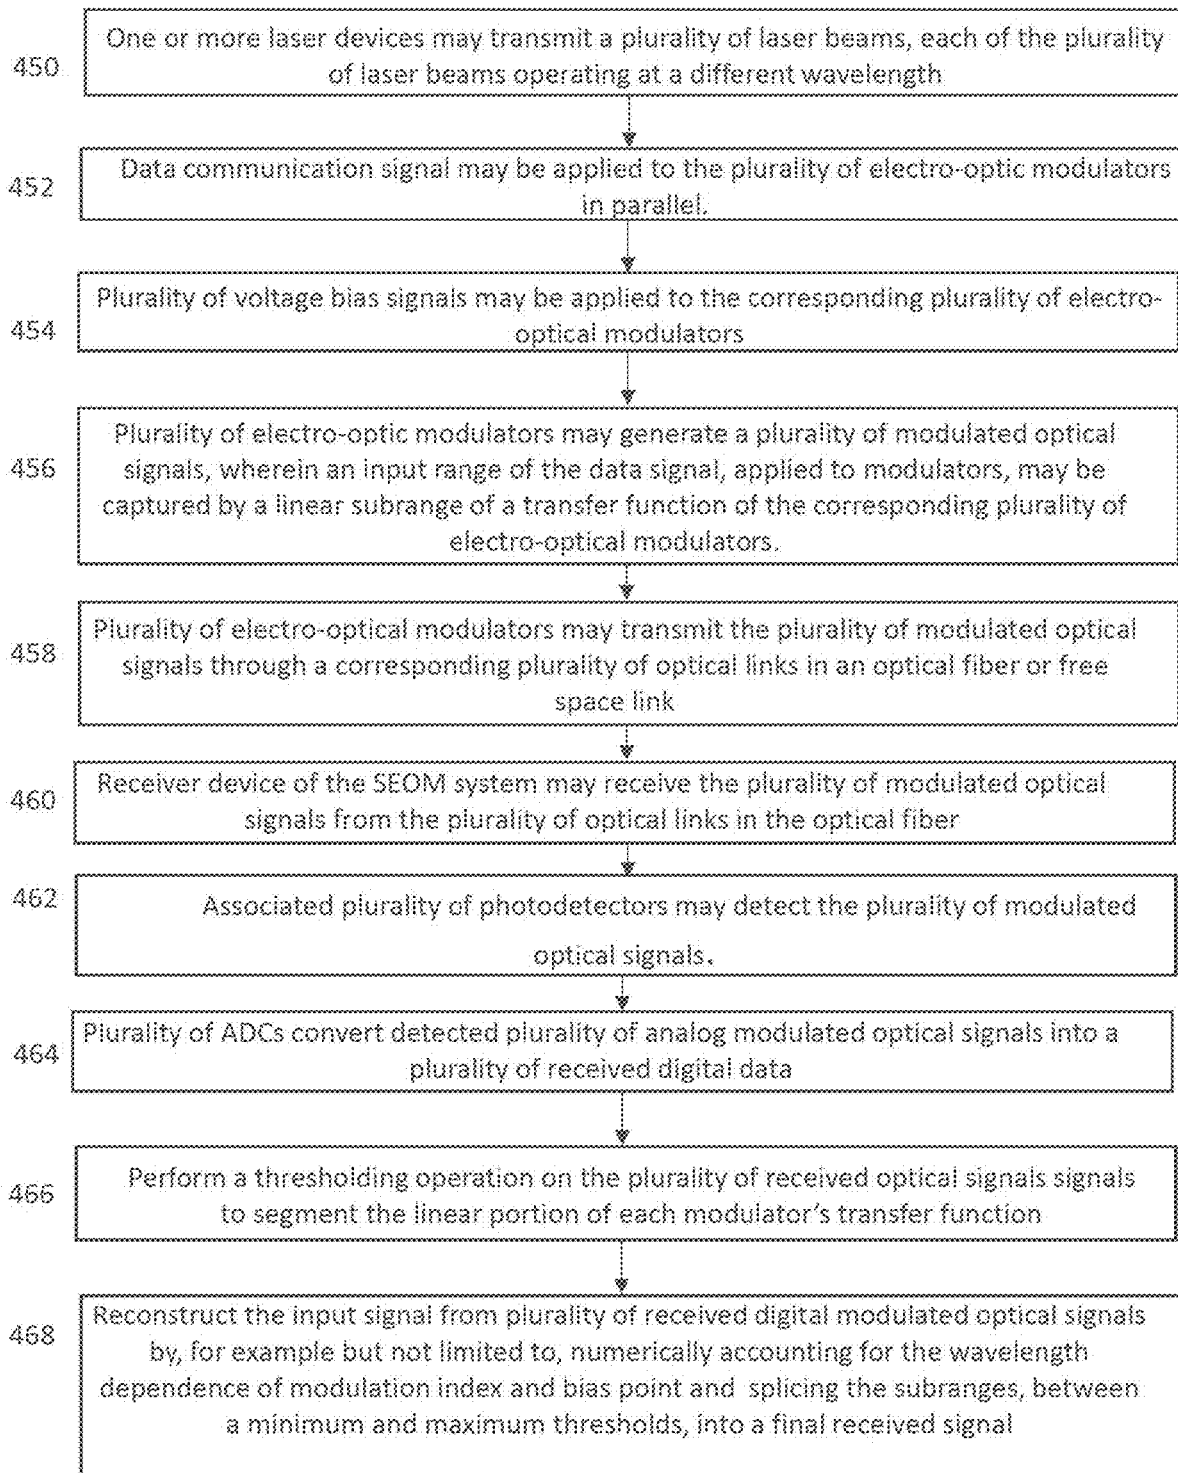 450
One or more laser devices may transmit a plurality of laser beams, each of the plurality
of laser beams operating at a different wavelength
452
Data communication signal may be applied to the plurality of electro-optic modulators
in parallel.
454
Plurality of voltage bias signals may be applied to the corresponding plurality of electro-
optical modulators
456
Plurality of electro-optic modulators may generate a plurality of modulated optical
signals, wherein an input range of the data signal, applied to modulators, may be
captured by a linear subrange of a transfer function of the corresponding plurality of
electro-optical modulators.
458
Plurality of electro-optical modulators may transmit the plurality of modulated optical
signals through a corresponding plurality of optical links in an optical fiber or free
space link
460
Receiver device of the SEOM system may receive the plurality of modulated optical
signals from the plurality of optical links in the optical fiber
462
Associated plurality of photodetectors may detect the plurality of modulated
optical signals.
464
Plurality of ADCs convert detected plurality of analog modulated optical signals into a
plurality of received digital data
466
Perform a thresholding operation on the plurality of received optical signals signals
to segment the linear portion of each modulator's transfer function
468
Reconstruct the input signal from plurality of received digital modulated optical signals
by, for example but not limited to, numerically accounting for the wavelength
dependence of modulation index and bias point and splicing the subranges, between
a minimum and maximum thresholds, into a final received signal